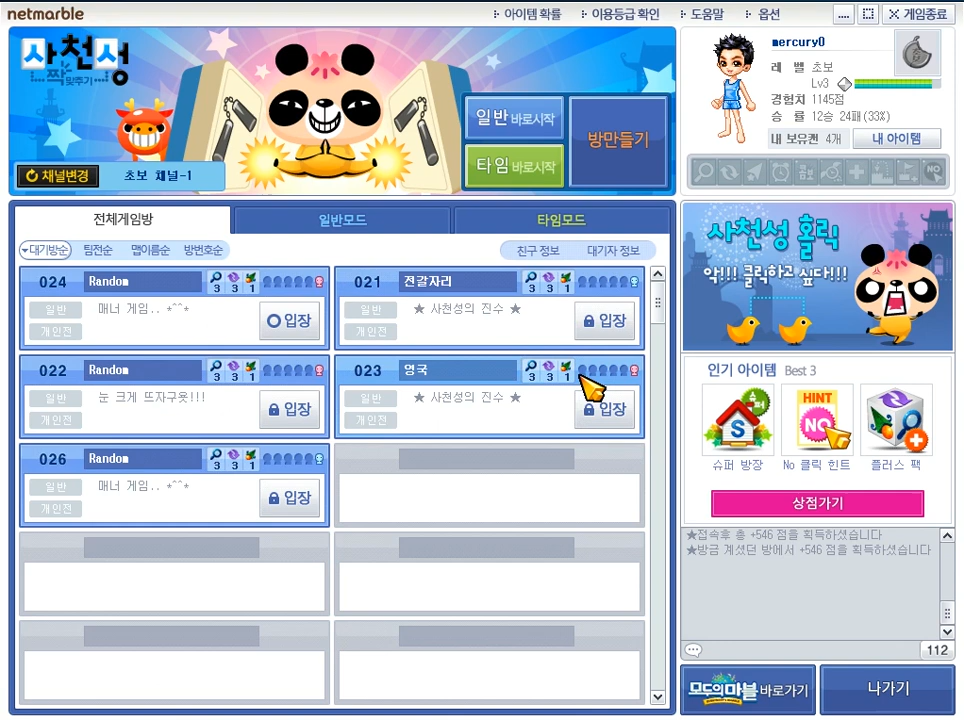 netmarble
아이템 확률
이용등급 확인
도움말
옵션
게임종료
사천성
짝맞추기
채널변경
초보 채널-1
일반 바로시작
타임 바로시작
방만들기
mercury0
레 벨 초보
Lv3
경험치 1145점
승 률 12승 24패(33%)
내 보유캔 4개
내 아이템
NO
전체게임방
일반모드
타임모드
대기방순
팀전순
맵이름순
방번호순
친구 정보
대기자 정보
024 Random 3 3 1
일반
매너 게임.. *^^*
개인전
입장
021 전갈자리 3 3 1
일반
★ 사천성의 진수 ★
개인전
입장
022 Random 3 3 1
일반
눈 크게 뜨자구욧!!!
개인전
입장
023 영국 3 3 1
일반
★ 사천성의 진수 ★
개인전
입장
026 Random 3 3 1
일반
매너 게임.. *^^*
개인전
입장
사천성 홀릭
악!!! 클릭하고 싶다!!!
인기 아이템 Best 3
슈퍼
S
HINT
NO
슈퍼 방장
No 클릭 힌트
플러스 팩
상점가기
★접속후 총 +546 점을 획득하셨습니다
★방금 계셨던 방에서 +546 점을 획득하셨습니다
112
모두의마블 바로가기
나가기